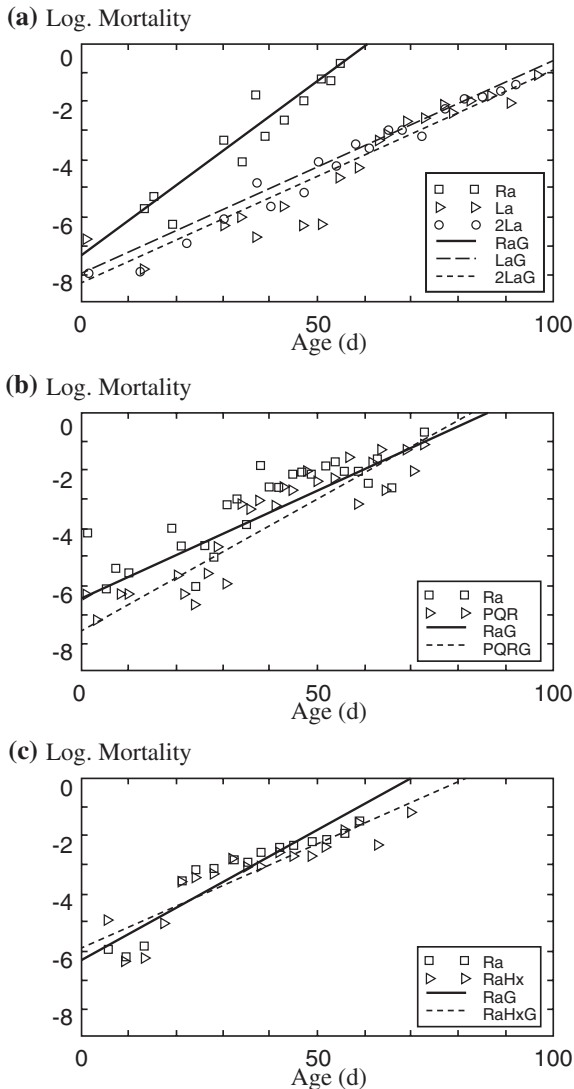 (a) Log. Mortality
0
-2
-4
-6
-8
Ra
La
2La
RaG
LaG
2LaG
0 50 100
Age (d)
(b) Log. Mortality
0
-2
-4
-6
-8
Ra
PQR
RaG
PQRG
0 50 100
Age (d)
(c) Log. Mortality
0
-2
-4
-6
-8
Ra
RaHx
RaG
RaHxG
0 50 100
Age (d)